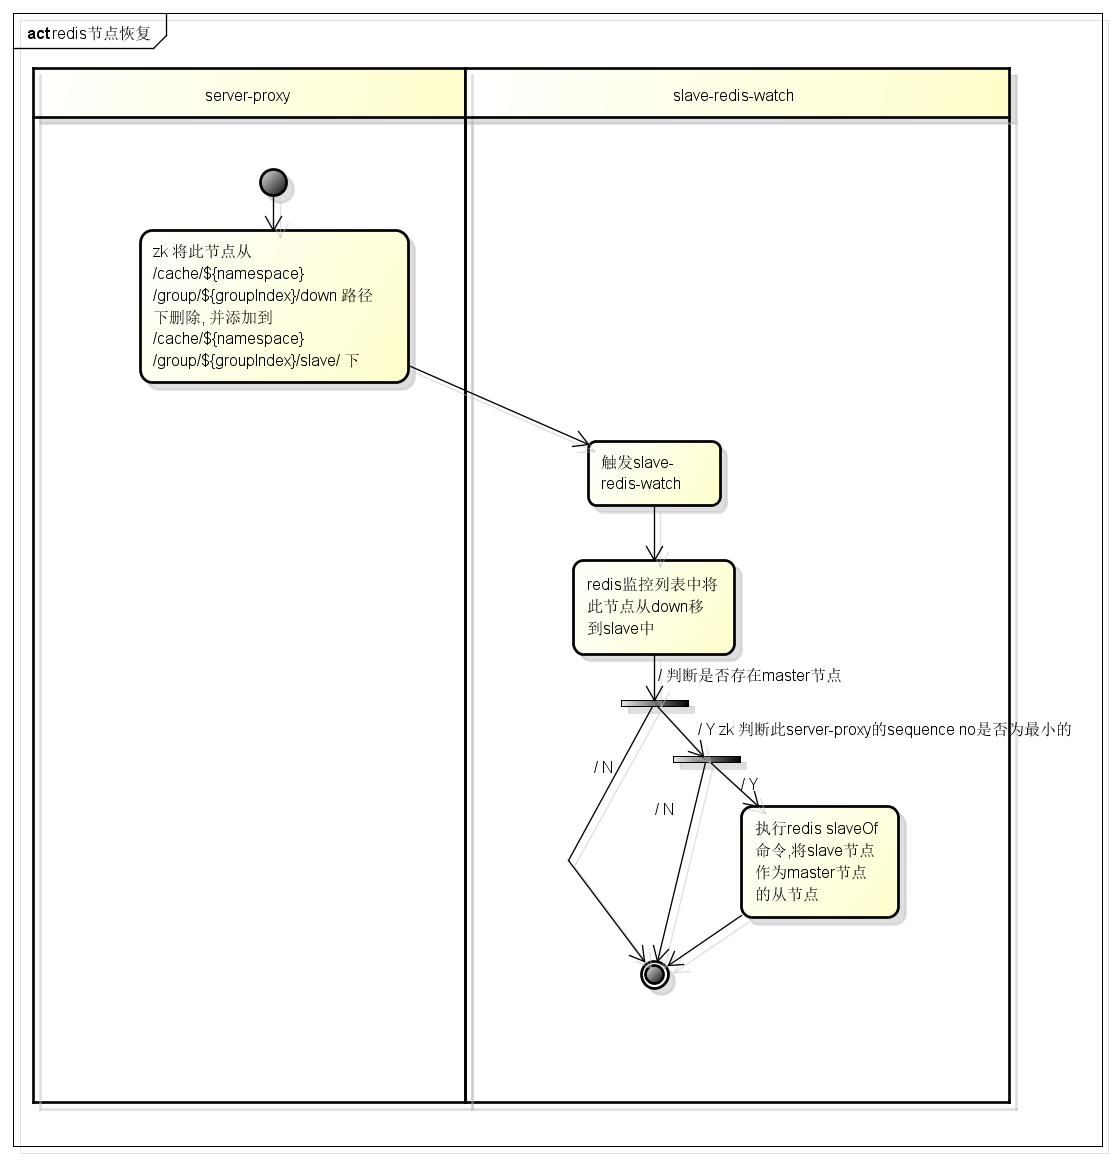 act redis节点恢复
server-proxy
slave-redis-watch
zk 将此节点从
/cache/${namespace}
/group/${groupIndex}/down 路径
下删除, 并添加到
/cache/${namespace}
/group/${groupIndex}/slave/ 下
触发slave-
redis-watch
redis监控列表中将
此节点从down移
到slave中
/ 判断是否存在master节点
/ Y zk 判断此server-proxy的sequence no是否为最小的
/ N
/ Y
/ N
执行redis slaveOf
命令,将slave节点
作为master节点
的从节点